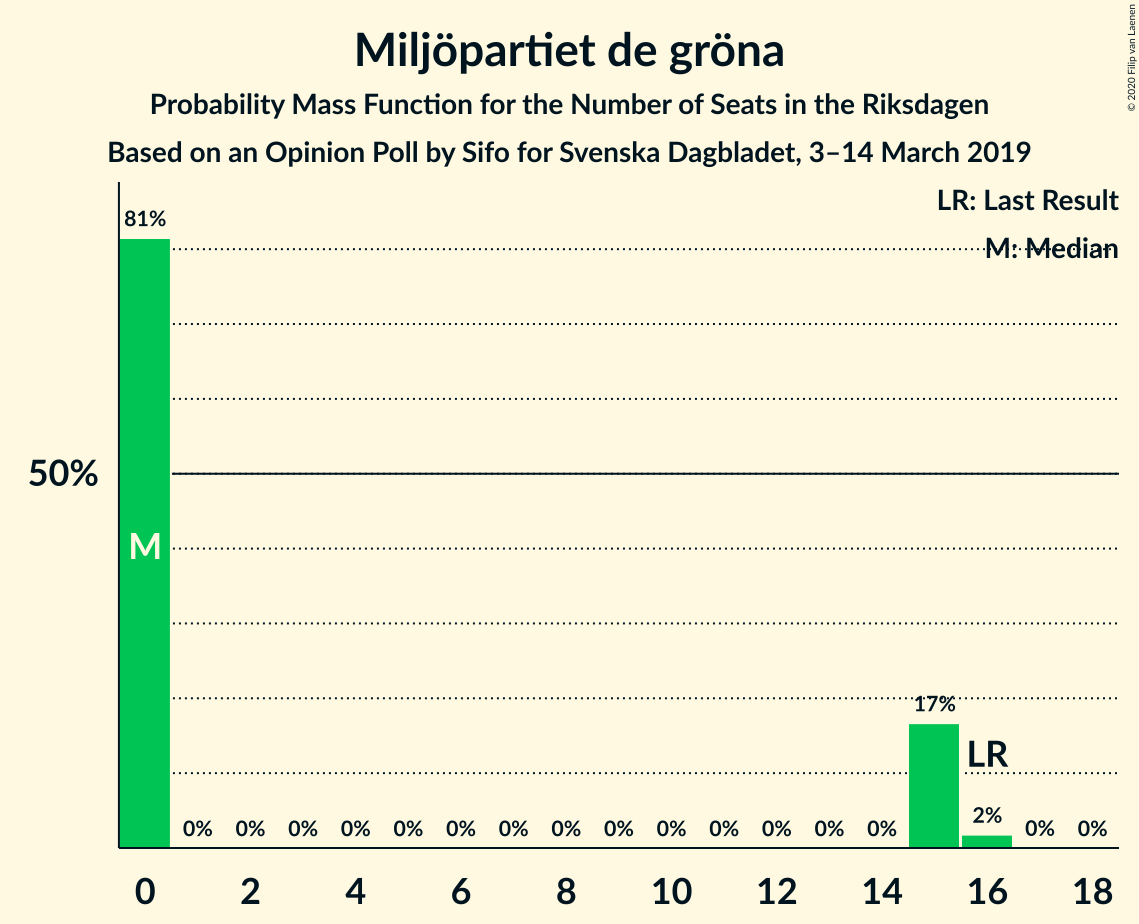 © 2020 Filip van Laenen
Miljöpartiet de gröna
Probability Mass Function for the Number of Seats in the Riksdagen
Based on an Opinion Poll by Sifo for Svenska Dagbladet, 3–14 March 2019
LR: Last Result
M: Median
81%
50%
M
17%
LR
0% 0% 0% 0% 0% 0% 0% 0% 0% 0% 0% 0% 0% 0% 2% 0% 0%
0 2 4 6 8 10 12 14 16 18